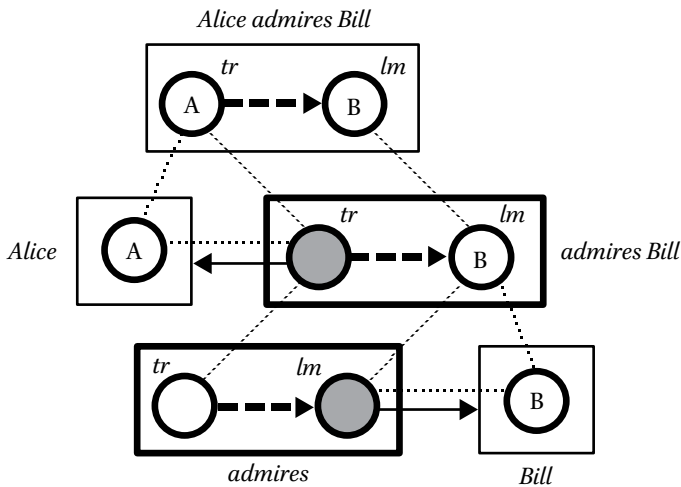 Alice admires Bill
tr lm
A B
tr lm
Alice A B admires Bill
tr lm
B
admires Bill